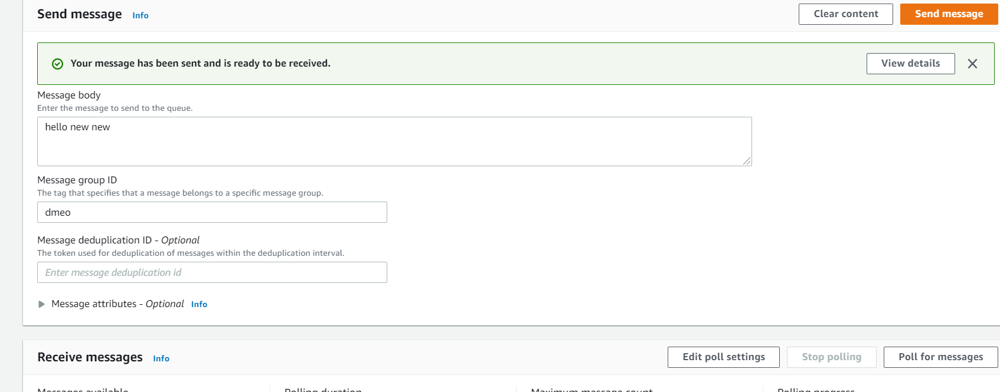 Send message Info Clear content Send message
Your message has been sent and is ready to be received. View details
Message body
Enter the message to send to the queue.
hello new new
Message group ID
The tag that specifies that a message belongs to a specific message group.
dmeo
Message deduplication ID - Optional
The token used for deduplication of messages within the deduplication interval.
Enter message deduplication id
Message attributes - Optional Info
Receive messages Info Edit poll settings Stop polling Poll for messages
Messages available Polling duration Maximum message count Polling progress